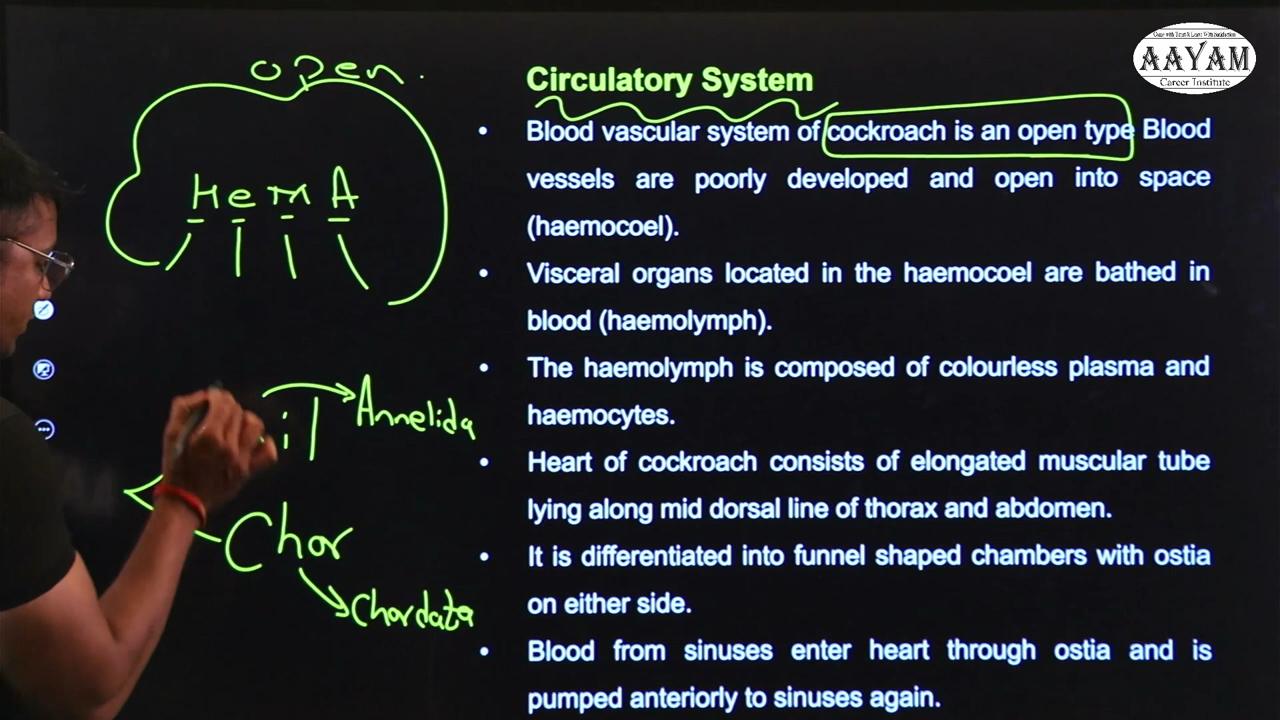 open.
HemA
il
Annelida
Chor
Chordata
AAYAM
Career Institute
Circulatory System
• Blood vascular system of cockroach is an open type Blood
vessels are poorly developed and open into space
(haemocoel).
• Visceral organs located in the haemocoel are bathed in
blood (haemolymph).
• The haemolymph is composed of colourless plasma and
haemocytes.
• Heart of cockroach consists of elongated muscular tube
lying along mid dorsal line of thorax and abdomen.
• It is differentiated into funnel shaped chambers with ostia
on either side.
• Blood from sinuses enter heart through ostia and is
pumped anteriorly to sinuses again.